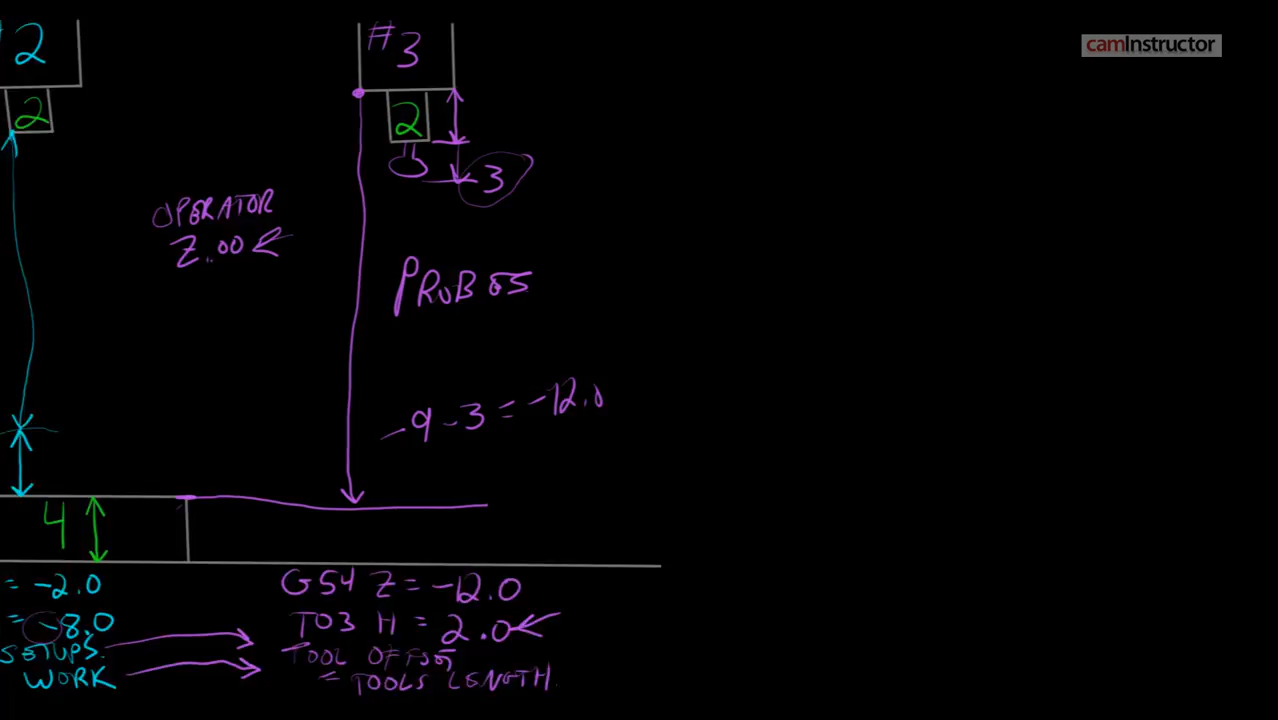 #2
#3
camInstructor
2
2
3
OPERATOR
Z.00
PROBES
-9-3=-12.0
4
= -2.0
G54 Z = -12.0
= -8.0
T03 H = 2.0
SETUPS.
TOOL OFFSET
WORK
= TOOLS LENGTH.